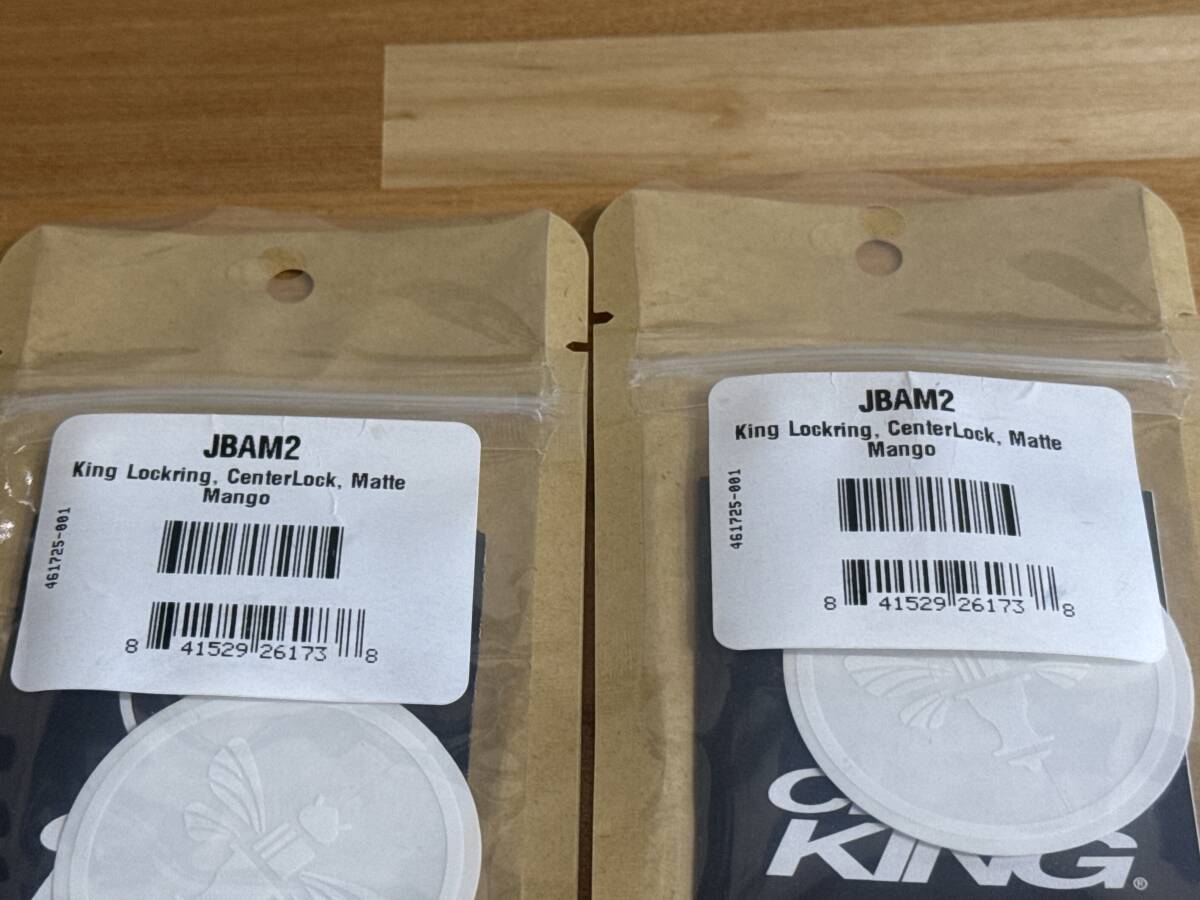 JBAM2
King Lockring, CenterLock, Matte
Mango
461725-001
8 41529 26173 8
JBAM2
King Lockring, CenterLock, Matte
Mango
461725-001
8 41529 26173 8
KING®